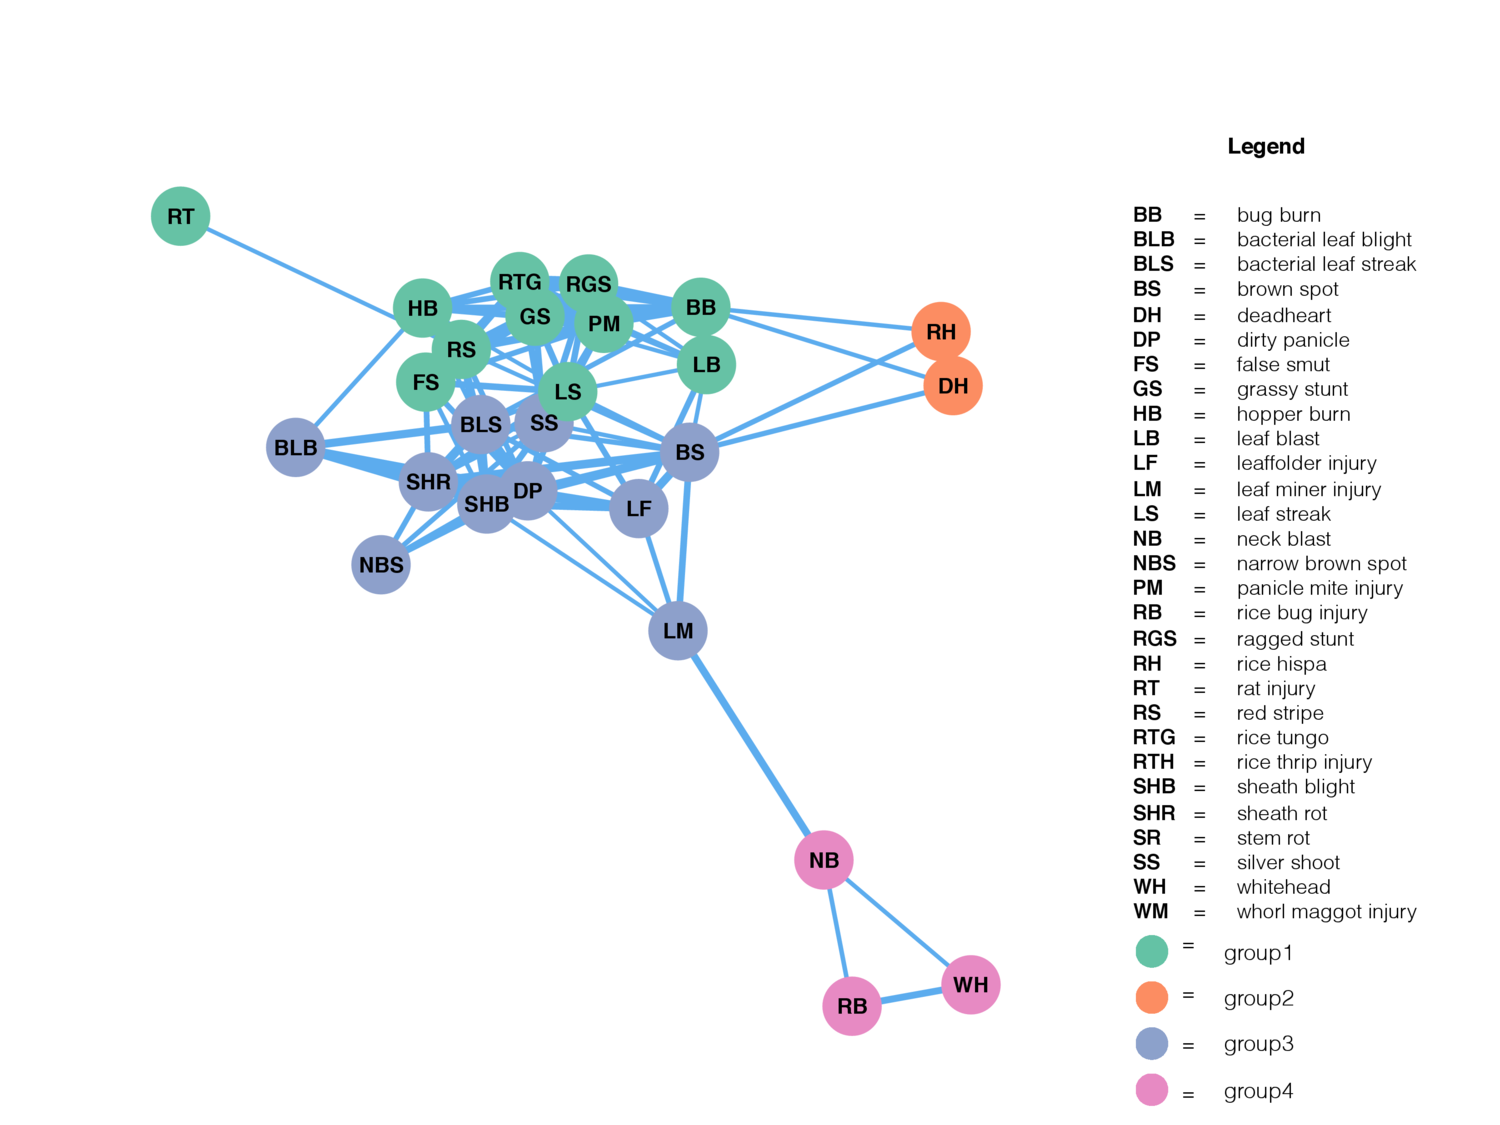 Legend
RT
RTG
RGS
HB
GS
PM
BB
RH
RS
LB
FS
LS
DH
BLS
SS
BLB
BS
SHR
DP
SHB
LF
NBS
LM
NB
WH
RB
BB = bug burn
BLB = bacterial leaf blight
BLS = bacterial leaf streak
BS = brown spot
DH = deadheart
DP = dirty panicle
FS = false smut
GS = grassy stunt
HB = hopper burn
LB = leaf blast
LF = leaffolder injury
LM = leaf miner injury
LS = leaf streak
NB = neck blast
NBS = narrow brown spot
PM = panicle mite injury
RB = rice bug injury
RGS = ragged stunt
RH = rice hispa
RT = rat injury
RS = red stripe
RTG = rice tungo
RTH = rice thrip injury
SHB = sheath blight
SHR = sheath rot
SR = stem rot
SS = silver shoot
WH = whitehead
WM = whorl maggot injury
= group1
= group2
= group3
= group4